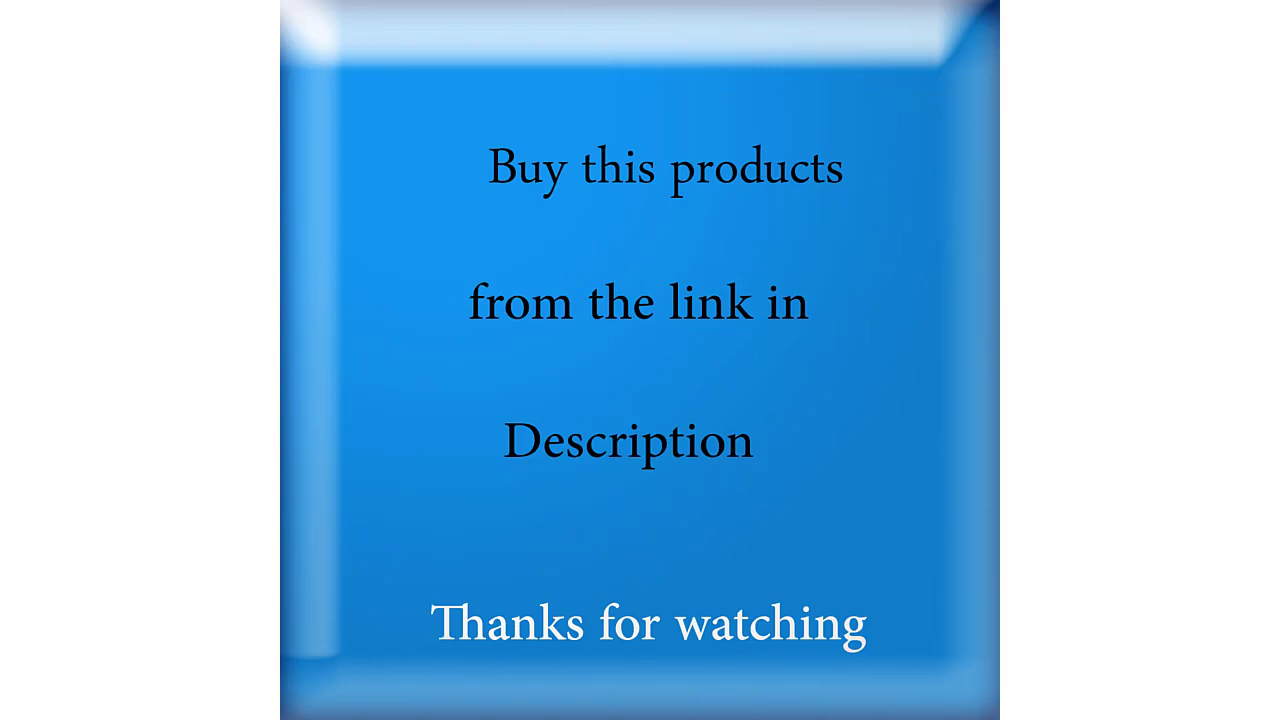 Buy this products
from the link in
Description
Thanks for watching